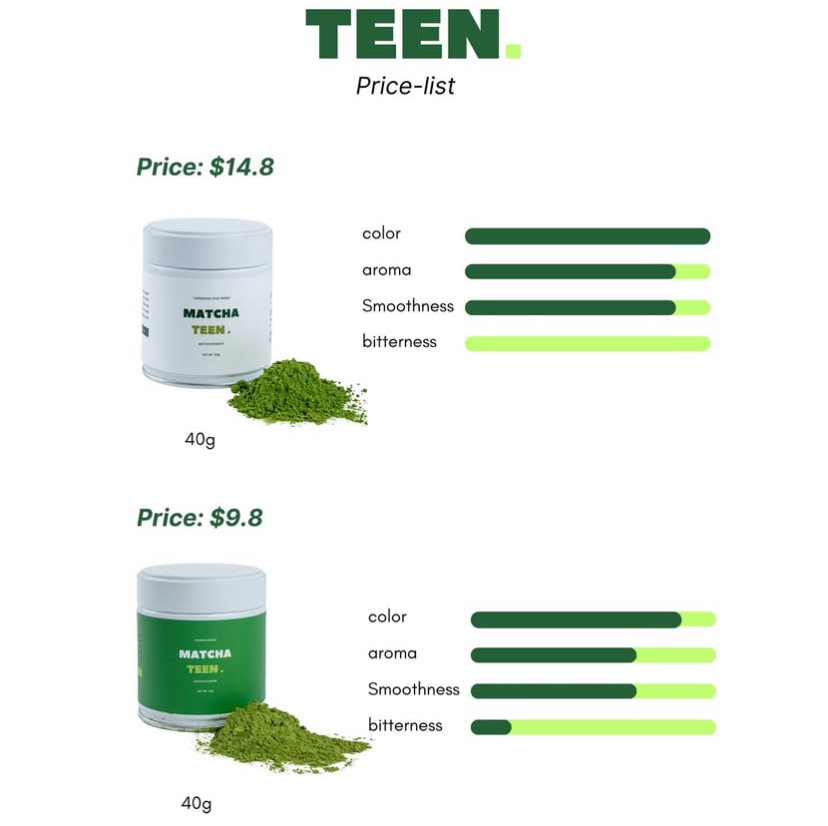 TEEN.
Price-list
Price: $14.8
color
aroma
Smoothness
bitterness
MATCHA
TEEN.
40g
Price: $9.8
color
aroma
Smoothness
bitterness
MATCHA
TEEN.
40g